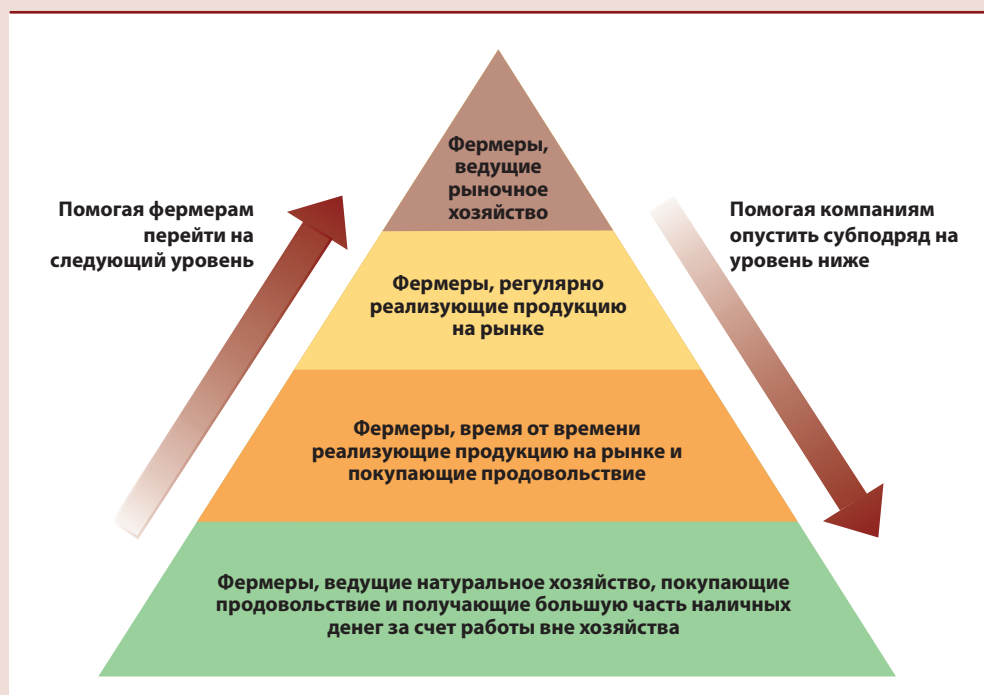 Фермеры,
ведущие
рыночное
хозяйство
Помогая фермерам
перейти на
следующий уровень
Помогая компаниям
опустить субподряд на
уровень ниже
Фермеры, регулярно
реализующие продукцию
на рынке
Фермеры, время от времени
реализующие продукцию на рынке и
покупающие продовольствие
Фермеры, ведущие натуральное хозяйство, покупающие
продовольствие и получающие большую часть наличных
денег за счет работы вне хозяйства